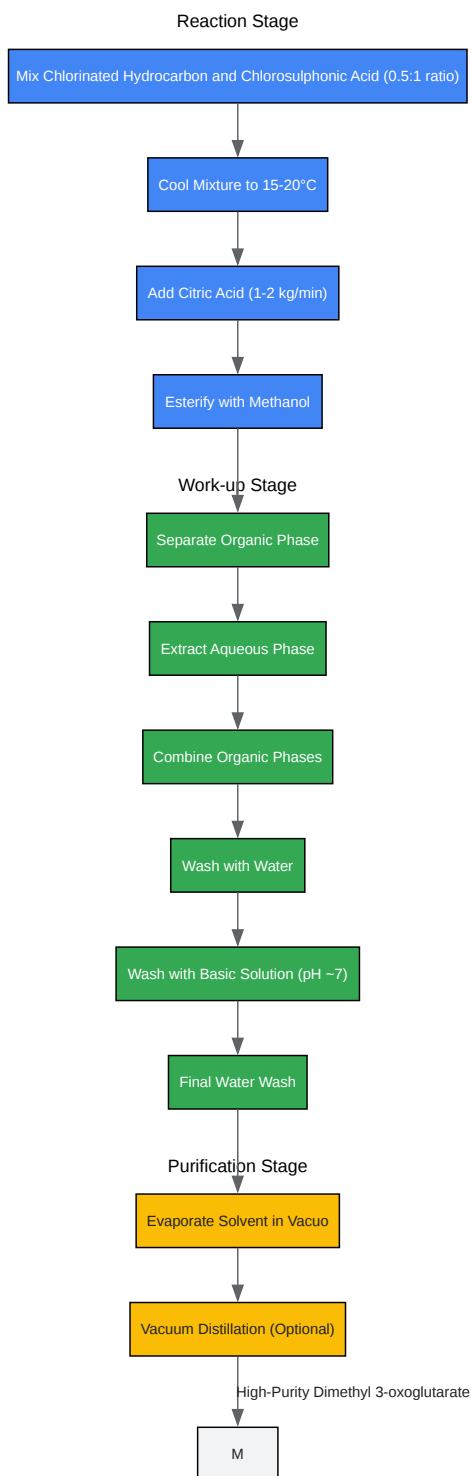 Reaction Stage
Mix Chlorinated Hydrocarbon and Chlorosulphonic Acid (0.5:1 ratio)
Cool Mixture to 15-20°C
Add Citric Acid (1-2 kg/min)
Esterify with Methanol
Work-up Stage
Separate Organic Phase
Extract Aqueous Phase
Combine Organic Phases
Wash with Water
Wash with Basic Solution (pH ~7)
Final Water Wash
Purification Stage
Evaporate Solvent in Vacuo
Vacuum Distillation (Optional)
High-Purity Dimethyl 3-oxoglutarate
M